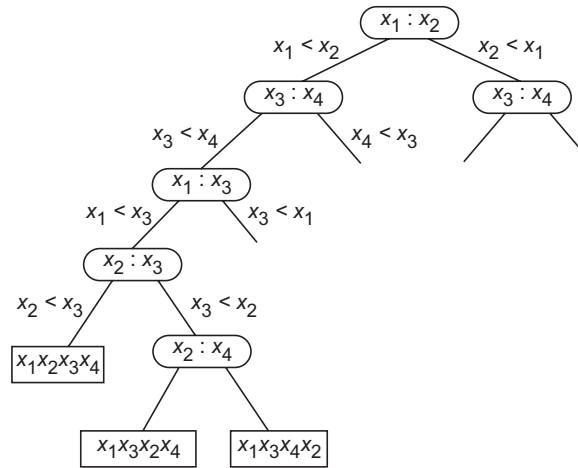 x₁ : x₂
x₁ < x₂
x₂ < x₁
x₃ : x₄
x₃ : x₄
x₃ < x₄
x₄ < x₃
x₁ : x₃
x₁ < x₃
x₃ < x₁
x₂ : x₃
x₂ < x₃
x₃ < x₂
x₂ : x₄
x₁x₂x₃x₄
x₁x₃x₂x₄
x₁x₃x₄x₂